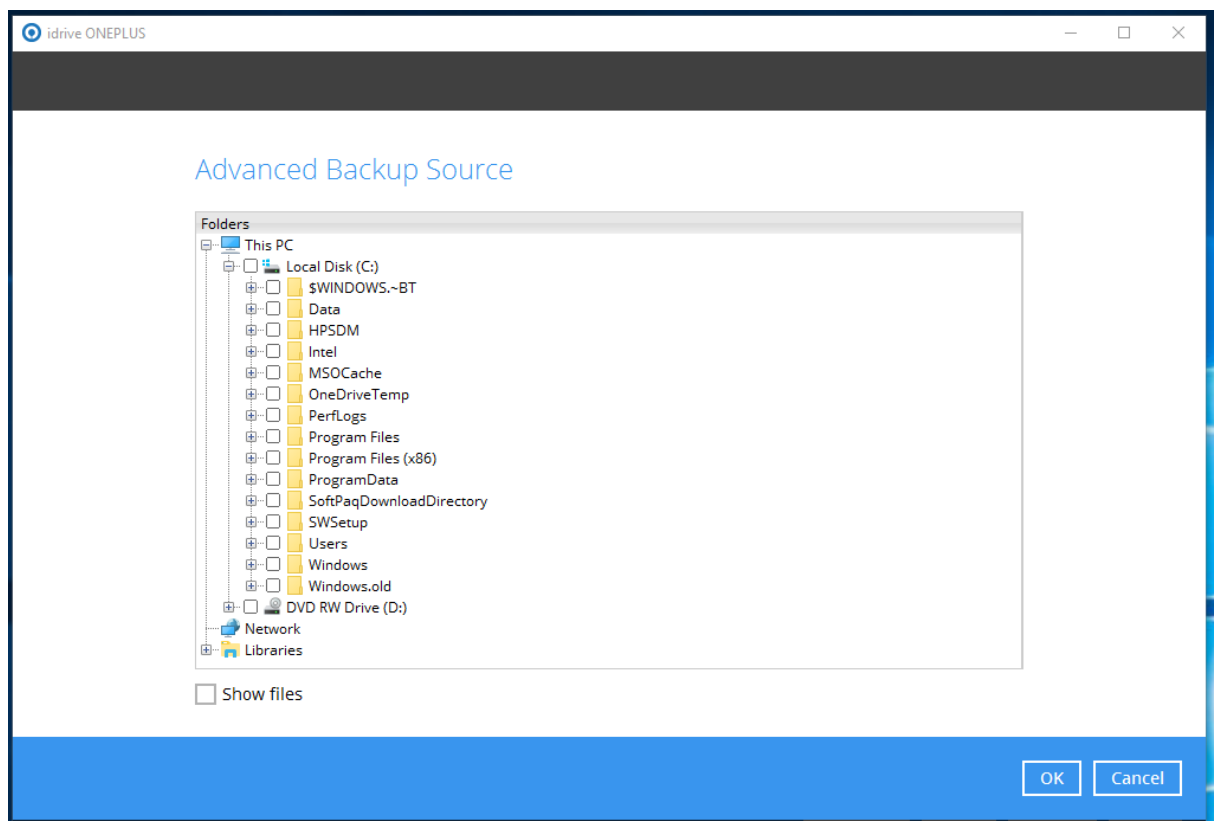 idrive ONEPLUS
Advanced Backup Source
Folders
This PC
Local Disk (C:)
$WINDOWS.~BT
Data
HPSDM
Intel
MSOCache
OneDriveTemp
PerfLogs
Program Files
Program Files (x86)
ProgramData
SoftPaqDownloadDirectory
SWSetup
Users
Windows
Windows.old
DVD RW Drive (D:)
Network
Libraries
Show files
OK Cancel